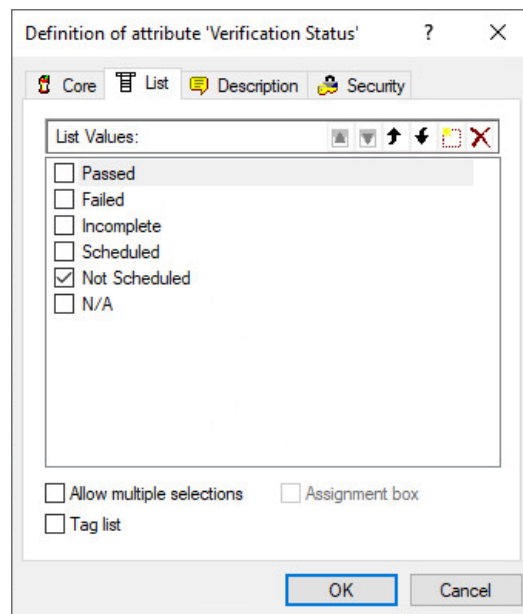 Definition of attribute 'Verification Status' ?
Core List Description Security
List Values:
Passed
Failed
Incomplete
Scheduled
Not Scheduled
N/A
Allow multiple selections Assignment box
Tag list
OK Cancel